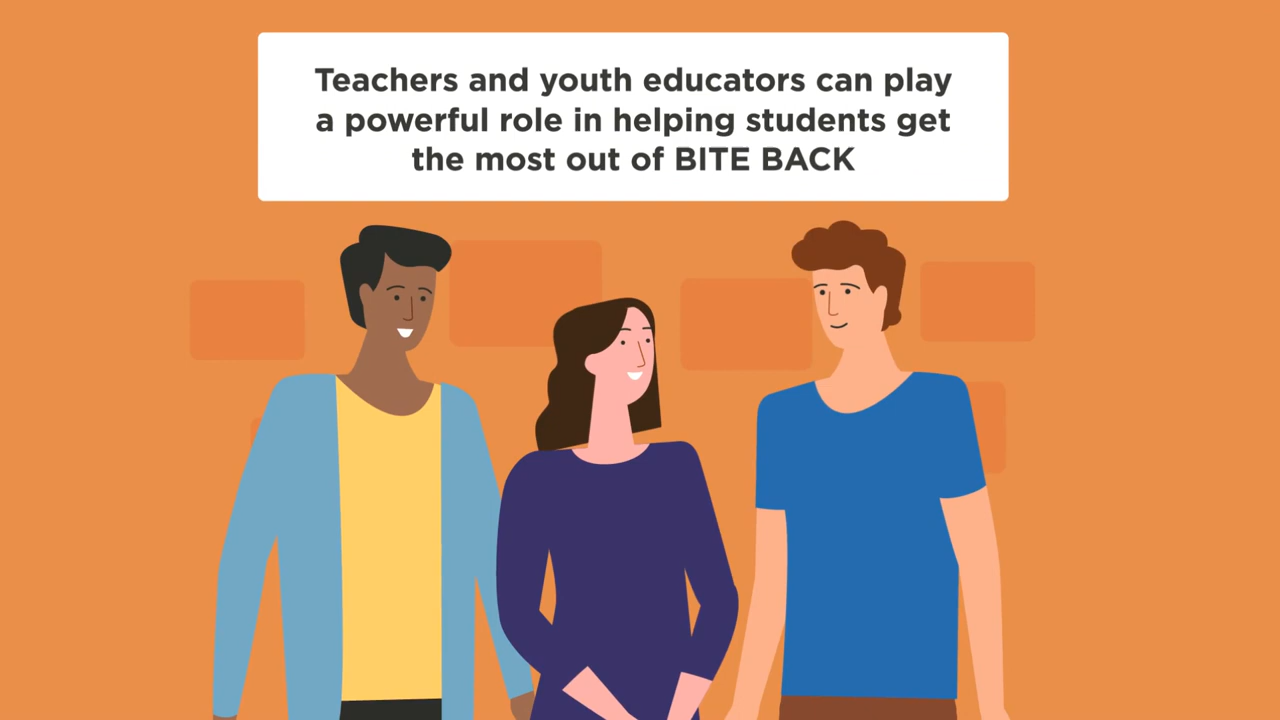 Teachers and youth educators can play
a powerful role in helping students get
the most out of BITE BACK